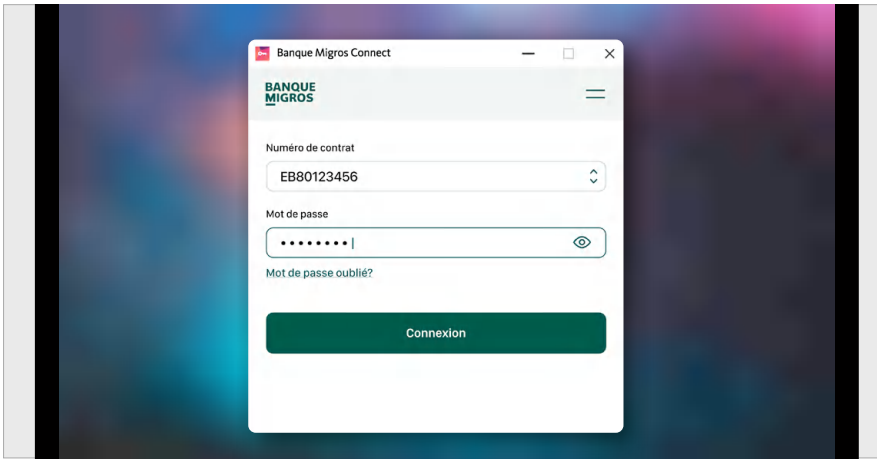 Banque Migros Connect
BANQUE
MIGROS
Numéro de contrat
EB80123456
Mot de passe
••••••••
Mot de passe oublié?
Connexion